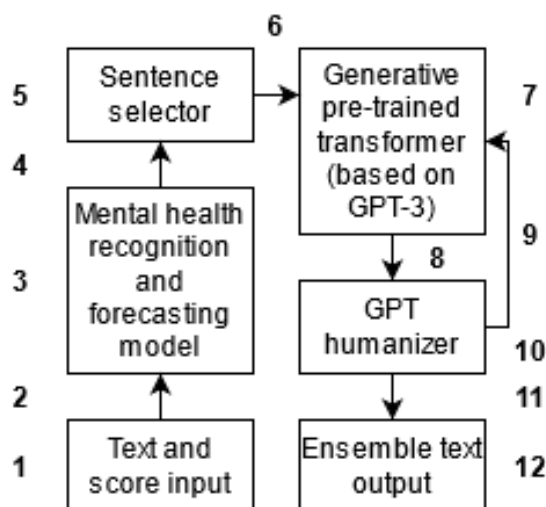 6
5
Sentence
selector
Generative
pre-trained
transformer
(based on
GPT-3)
7
4
3
Mental health
recognition
and
forecasting
model
8
9
GPT
humanizer
10
2
11
1
Text and
score input
Ensemble text
output
12